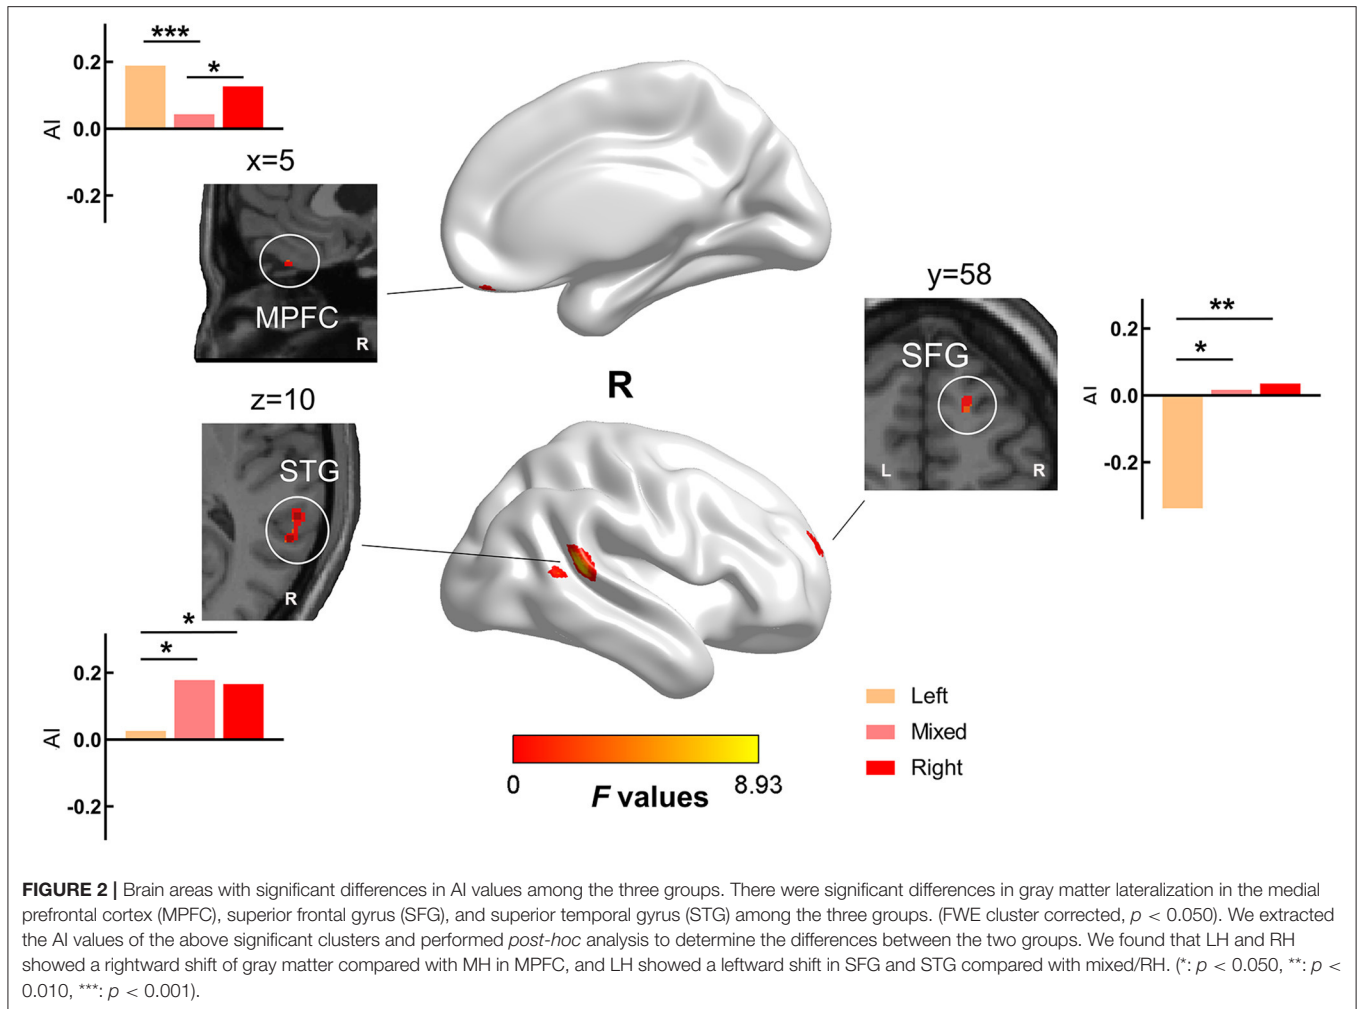 ***
0.2
*
AI
0.0
-0.2
x=5
MPFC
R
y=58
SFG
L
R
**
0.2
*
AI
0.0
-0.2
R
z=10
STG
R
*
*
0.2
AI
0.0
-0.2
Left
Mixed
Right
0
8.93
F values
FIGURE 2 | Brain areas with significant differences in AI values among the three groups. There were significant differences in gray matter lateralization in the medial
prefrontal cortex (MPFC), superior frontal gyrus (SFG), and superior temporal gyrus (STG) among the three groups. (FWE cluster corrected, p < 0.050). We extracted
the AI values of the above significant clusters and performed post-hoc analysis to determine the differences between the two groups. We found that LH and RH
showed a rightward shift of gray matter compared with MH in MPFC, and LH showed a leftward shift in SFG and STG compared with mixed/RH. (*: p < 0.050, **: p <
0.010, ***: p < 0.001).